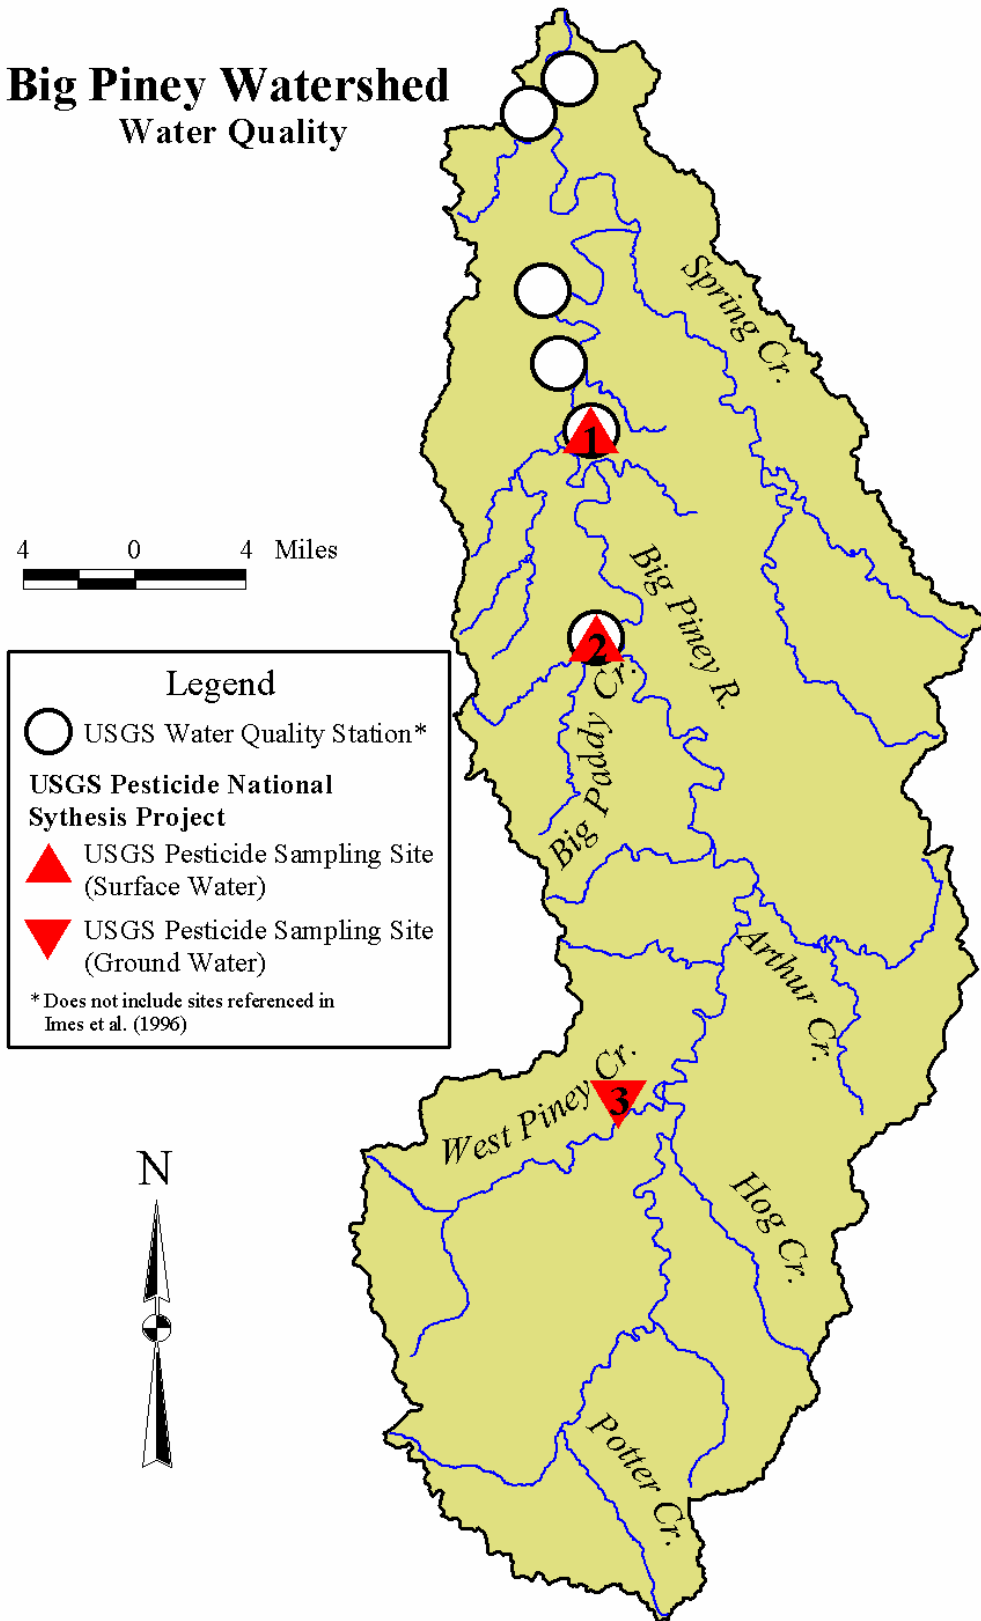 Big Piney Watershed
Water Quality
Spring Cr.
1
4 0 4 Miles
Big Piney R.
2
Legend
USGS Water Quality Station*
USGS Pesticide National
Sythesis Project
USGS Pesticide Sampling Site
(Surface Water)
USGS Pesticide Sampling Site
(Ground Water)
* Does not include sites referenced in
Imes et al. (1996)
Big Paddy Cr.
Arthur Cr.
West Piney Cr.
3
N
Hog Cr.
Potter Cr.